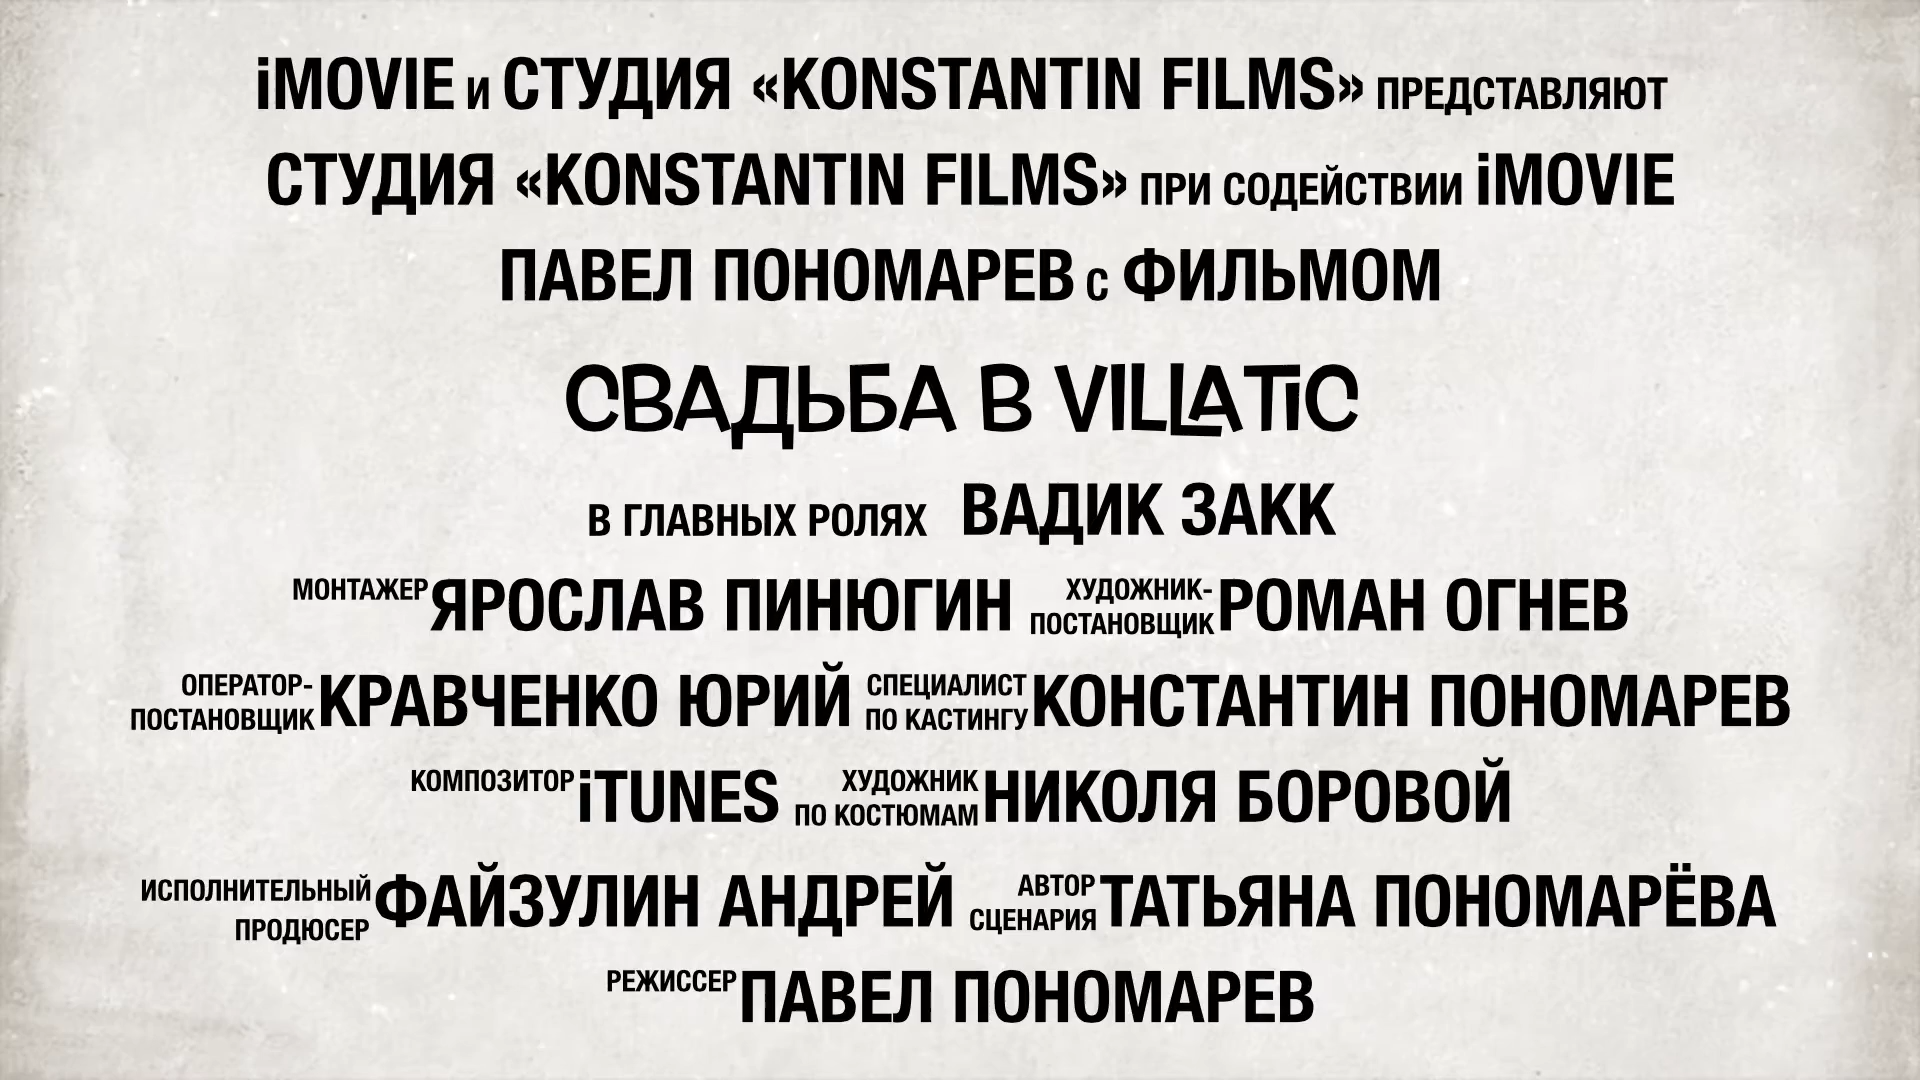 iMOVIE и СТУДИЯ «KONSTANTIN FILMS» ПРЕДСТАВЛЯЮТ
СТУДИЯ «KONSTANTIN FILMS» ПРИ СОДЕЙСТВИИ iMOVIE
ПАВЕЛ ПОНОМАРЕВ С ФИЛЬМОМ
СВАДЬБА В VILLATiC
В ГЛАВНЫХ РОЛЯХ ВАДИК ЗАКК
МОНТАЖЕР ЯРОСЛАВ ПИНЮГИН ХУДОЖНИК-ПОСТАНОВЩИК РОМАН ОГНЕВ
ОПЕРАТОР-ПОСТАНОВЩИК КРАВЧЕНКО ЮРИЙ СПЕЦИАЛИСТ ПО КАСТИНГУ КОНСТАНТИН ПОНОМАРЕВ
КОМПОЗИТОР iTUNES ХУДОЖНИК ПО КОСТЮМАМ НИКОЛЯ БОРОВОЙ
ИСПОЛНИТЕЛЬНЫЙ ПРОДЮСЕР ФАЙЗУЛИН АНДРЕЙ АВТОР СЦЕНАРИЯ ТАТЬЯНА ПОНОМАРЁВА
РЕЖИССЕР ПАВЕЛ ПОНОМАРЕВ